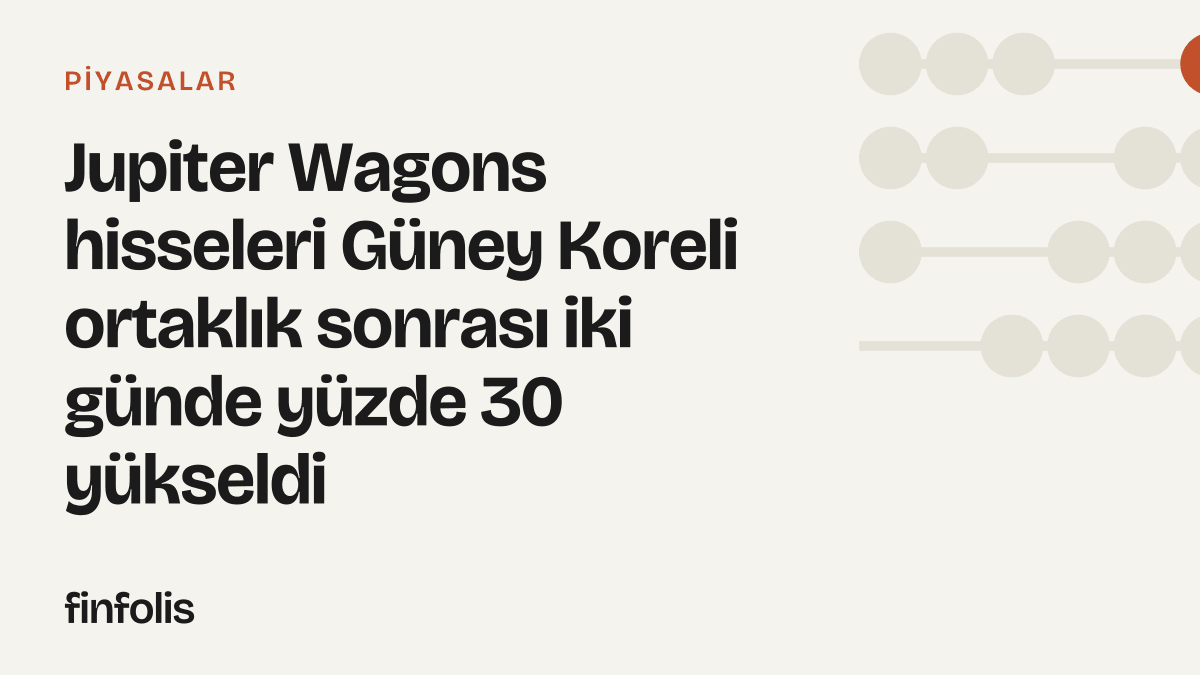 PİYASALAR
Jupiter Wagons
hisseleri Güney Koreli
ortaklık sonrası iki
günde yüzde 30
yükseldi
finfolis